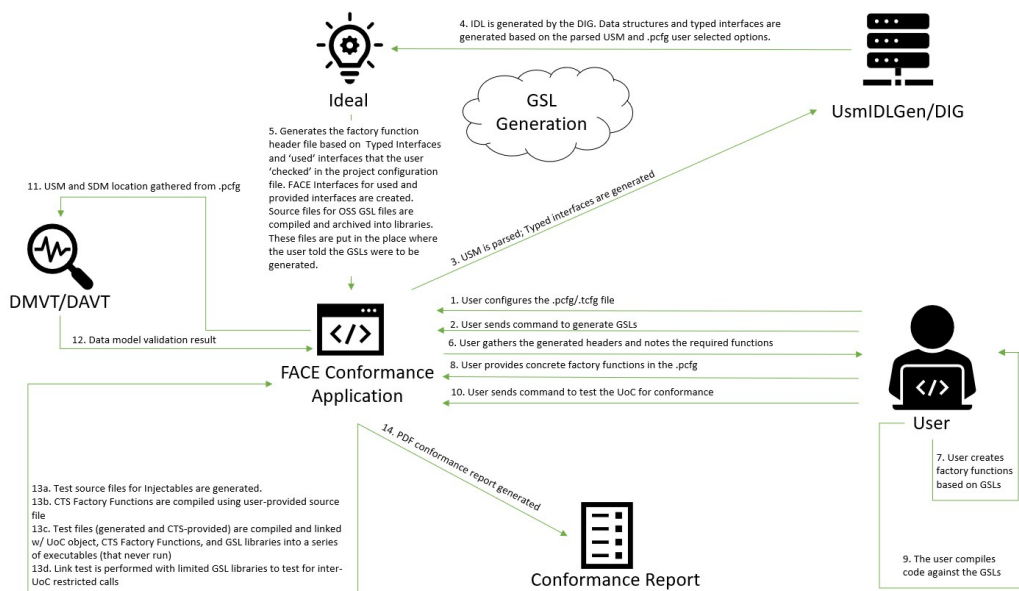 4. IDL is generated by the DIG. Data structures and typed interfaces are
generated based on the parsed USM and .pcfg user selected options.
Ideal
GSL
Generation
UsmIDLGen/DIG
5. Generates the factory function
header file based on Typed Interfaces
and ‘used’ interfaces that the user
‘checked’ in the project configuration
file. FACE Interfaces for used and
provided interfaces are created.
Source files for OSS GSL files are
compiled and archived into libraries.
These files are put in the place where
the user told the GSLs were to be
generated.
11. USM and SDM location gathered from .pcfg
3. USM is parsed; Typed interfaces are generated
DMVT/DAVT
12. Data model validation result
1. User configures the .pcfg/.tcfg file
2. User sends command to generate GSLs
6. User gathers the generated headers and notes the required functions
8. User provides concrete factory functions in the .pcfg
10. User sends command to test the UoC for conformance
FACE Conformance
Application
User
7. User creates
factory functions
based on GSLs
14. PDF conformance report generated
13a. Test source files for Injectables are generated.
13b. CTS Factory Functions are compiled using user-provided source
file
13c. Test files (generated and CTS-provided) are compiled and linked
w/ UoC object, CTS Factory Functions, and GSL libraries into a series
of executables (that never run)
13d. Link test is performed with limited GSL libraries to test for inter-
UoC restricted calls
9. The user compiles
code against the GSLs
Conformance Report